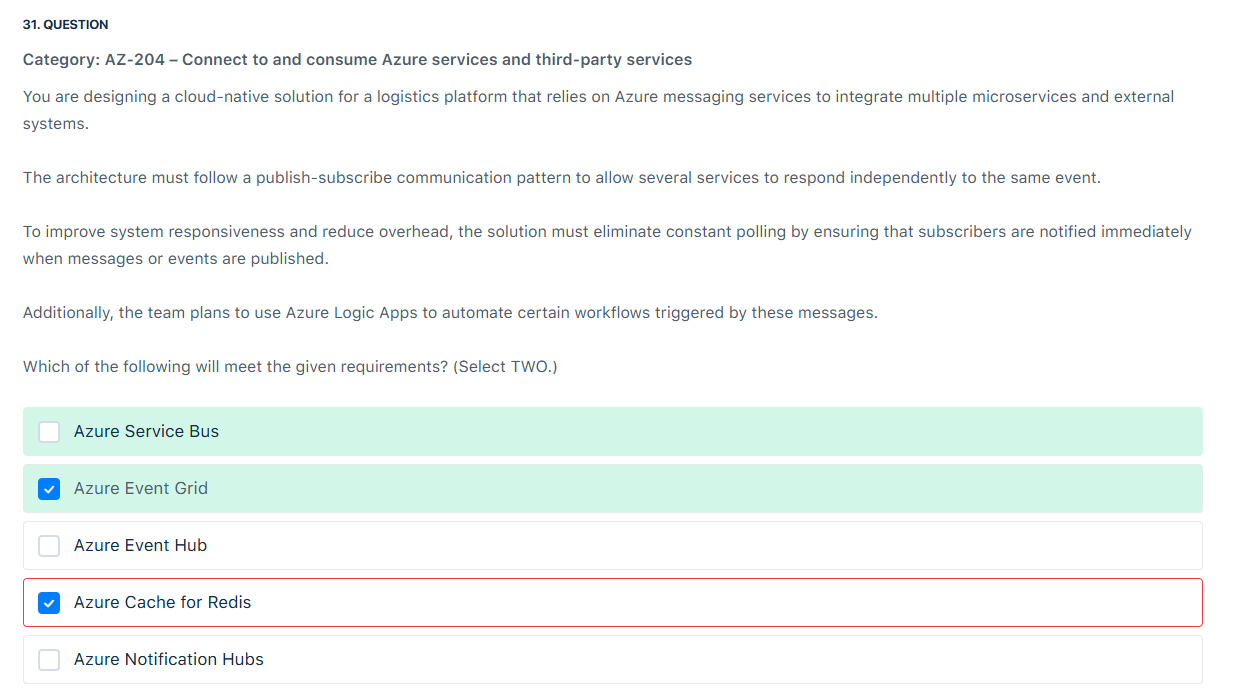 31. QUESTION
Category: AZ-204 – Connect to and consume Azure services and third-party services
You are designing a cloud-native solution for a logistics platform that relies on Azure messaging services to integrate multiple microservices and external
systems.
The architecture must follow a publish-subscribe communication pattern to allow several services to respond independently to the same event.
To improve system responsiveness and reduce overhead, the solution must eliminate constant polling by ensuring that subscribers are notified immediately
when messages or events are published.
Additionally, the team plans to use Azure Logic Apps to automate certain workflows triggered by these messages.
Which of the following will meet the given requirements? (Select TWO.)
Azure Service Bus
Azure Event Grid
Azure Event Hub
Azure Cache for Redis
Azure Notification Hubs